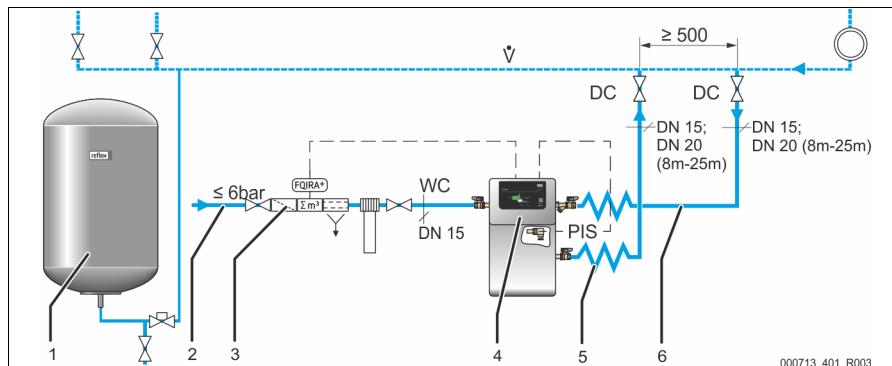 ≥ 500
V̇
DC
DC
DN 15;
DN 20
(8m-25m)
DN 15;
DN 20 (8m-25m)
reflex
≤ 6bar
FQIRA+
Σ m³
WC
DN 15
PIS
1
2
3
4
5
6
000713_401_R003